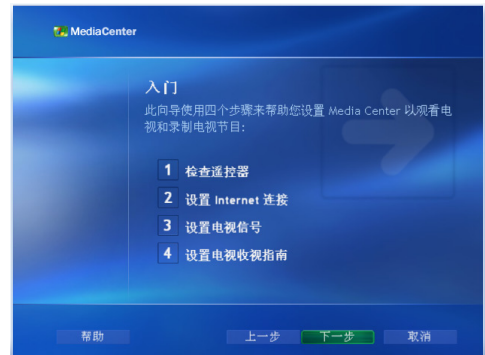 MediaCenter
入门
此向导使用四个步骤来帮助您设置 Media Center 以观看电
视和录制电视节目:
1 检查遥控器
2 设置 Internet 连接
3 设置电视信号
4 设置电视收视指南
帮助 上一步 下一步 取消